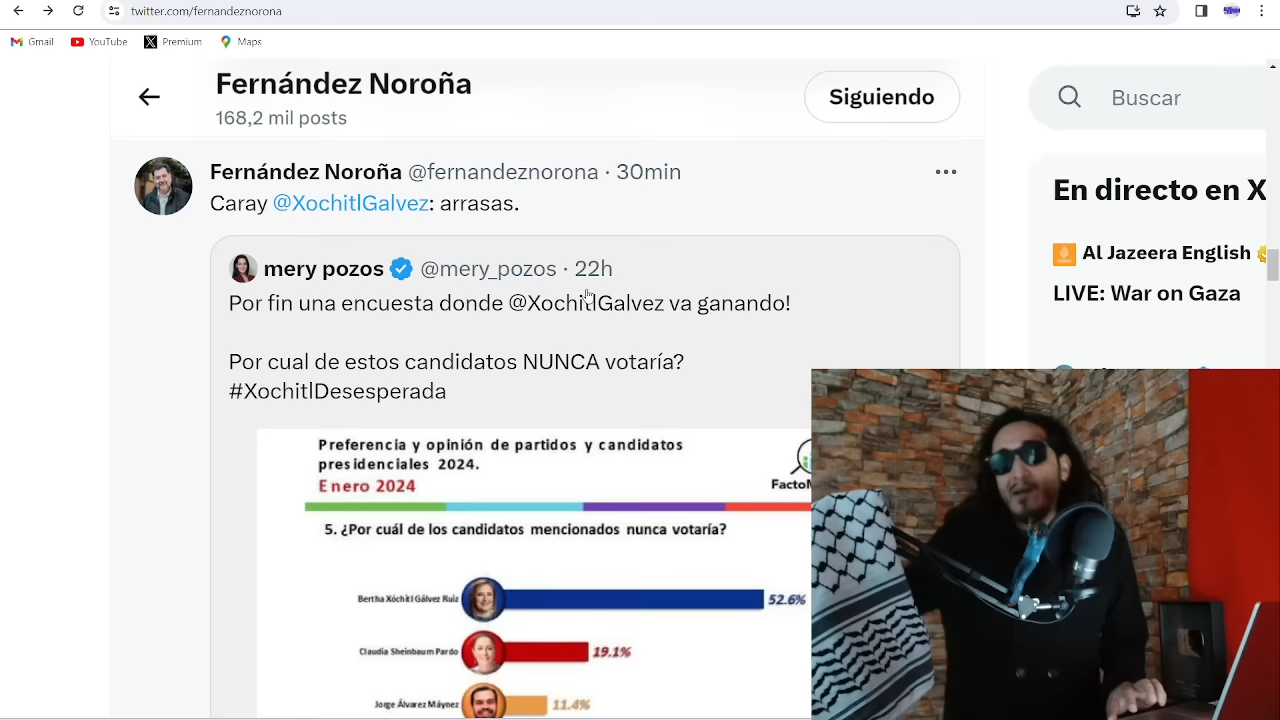 twitter.com/fernandeznorona
Gmail YouTube Premium Maps
Fernández Noroña
168,2 mil posts
Siguiendo
Buscar
Fernández Noroña @fernandeznorona · 30min
Caray @XochitlGalvez: arrasas.
mery pozos @mery_pozos · 22h
Por fin una encuesta donde @XochitlGalvez va ganando!
Por cual de estos candidatos NUNCA votaría?
#XochitlDesesperada
Preferencia y opinión de partidos y candidatos
presidenciales 2024.
Enero 2024
FactoM
5. ¿Por cuál de los candidatos mencionados nunca votaría?
Bertha Xóchitl Gálvez Ruiz 52.6%
Claudia Sheinbaum Pardo 19.1%
Jorge Álvarez Máynez 11.4%
En directo en X
Al Jazeera English
LIVE: War on Gaza